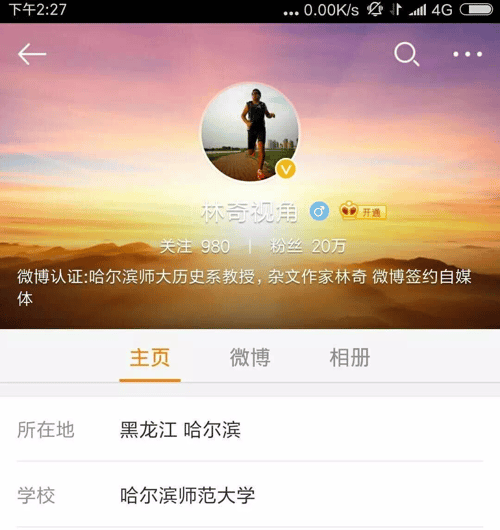 下午2:27 ... 0.00K/s 4G
林奇视角 开通
关注 980 | 粉丝 20万
微博认证:哈尔滨师大历史系教授，杂文作家林奇 微博签约自媒
体
主页 微博 相册
所在地 黑龙江 哈尔滨
学校 哈尔滨师范大学